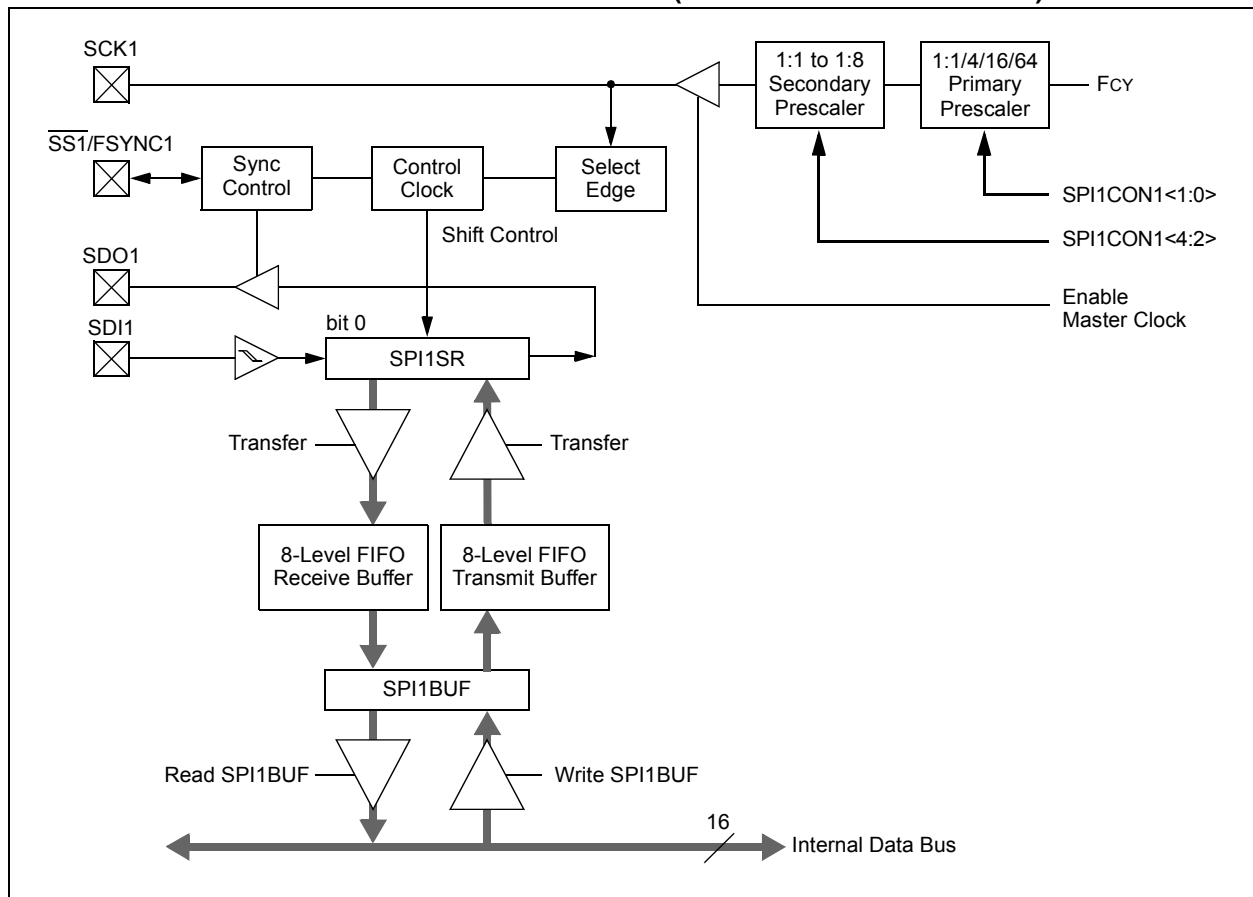 SCK1
1:1 to 1:8
Secondary
Prescaler
1:1/4/16/64
Primary
Prescaler
FCY
SS1/FSYNC1
Sync
Control
Control
Clock
Select
Edge
SPI1CON1<1:0>
Shift Control
SPI1CON1<4:2>
SDO1
Enable
Master Clock
SDI1
bit 0
SPI1SR
Transfer
Transfer
8-Level FIFO
Receive Buffer
8-Level FIFO
Transmit Buffer
SPI1BUF
Read SPI1BUF
Write SPI1BUF
16
Internal Data Bus